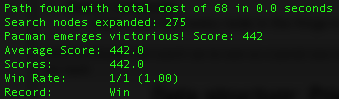 Path found with total cost of 68 in 0.0 seconds
Search nodes expanded: 275
Pacman emerges victorious! Score: 442
Average Score: 442.0
Scores:        442.0
Win Rate:      1/1 (1.00)
Record:        Win